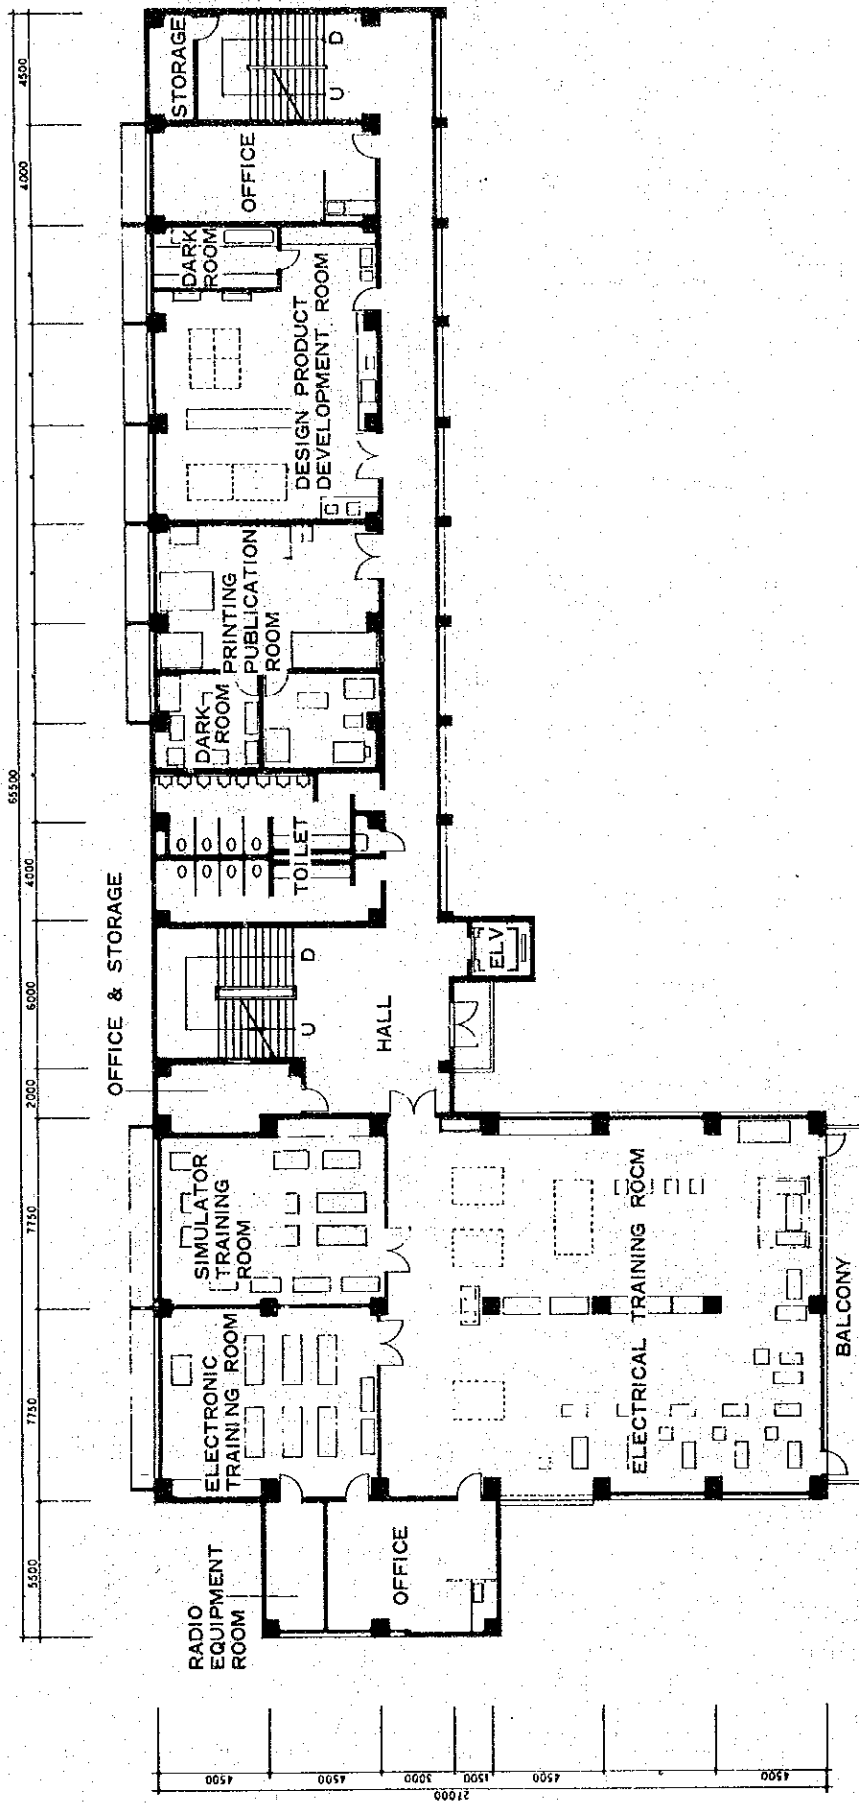 65500
5500
7750
7750
2000
6000
4000
4000
4500
RADIO
EQUIPMENT
ROOM
OFFICE
ELECTRONIC
TRAINING ROOM
SIMULATOR
TRAINING
ROOM
ELECTRICAL TRAINING ROOM
BALCONY
OFFICE & STORAGE
U
D
HALL
ELV
TOILET
DARK
ROOM
PRINTING
PUBLICATION
ROOM
DESIGN PRODUCT
DEVELOPMENT ROOM
DARK
ROOM
OFFICE
STORAGE
U
D
4500
4500
3000
1500
4500
4500
27000